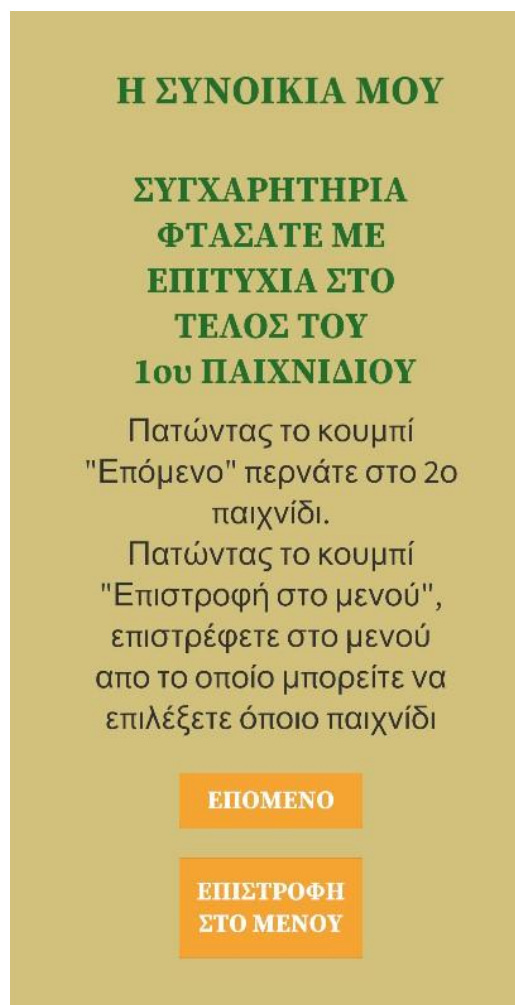 Η ΣΥΝΟΙΚΙΑ ΜΟΥ
ΣΥΓΧΑΡΗΤΗΡΙΑ
ΦΤΑΣΑΤΕ ΜΕ
ΕΠΙΤΥΧΙΑ ΣΤΟ
ΤΕΛΟΣ ΤΟΥ
1ου ΠΑΙΧΝΙΔΙΟΥ
Πατώντας το κουμπί
"Επόμενο" περνάτε στο 2ο
παιχνίδι.
Πατώντας το κουμπί
"Επιστροφή στο μενού",
επιστρέφετε στο μενού
απο το οποίο μπορείτε να
επιλέξετε όποιο παιχνίδι
ΕΠΟΜΕΝΟ
ΕΠΙΣΤΡΟΦΗ
ΣΤΟ ΜΕΝΟΥ